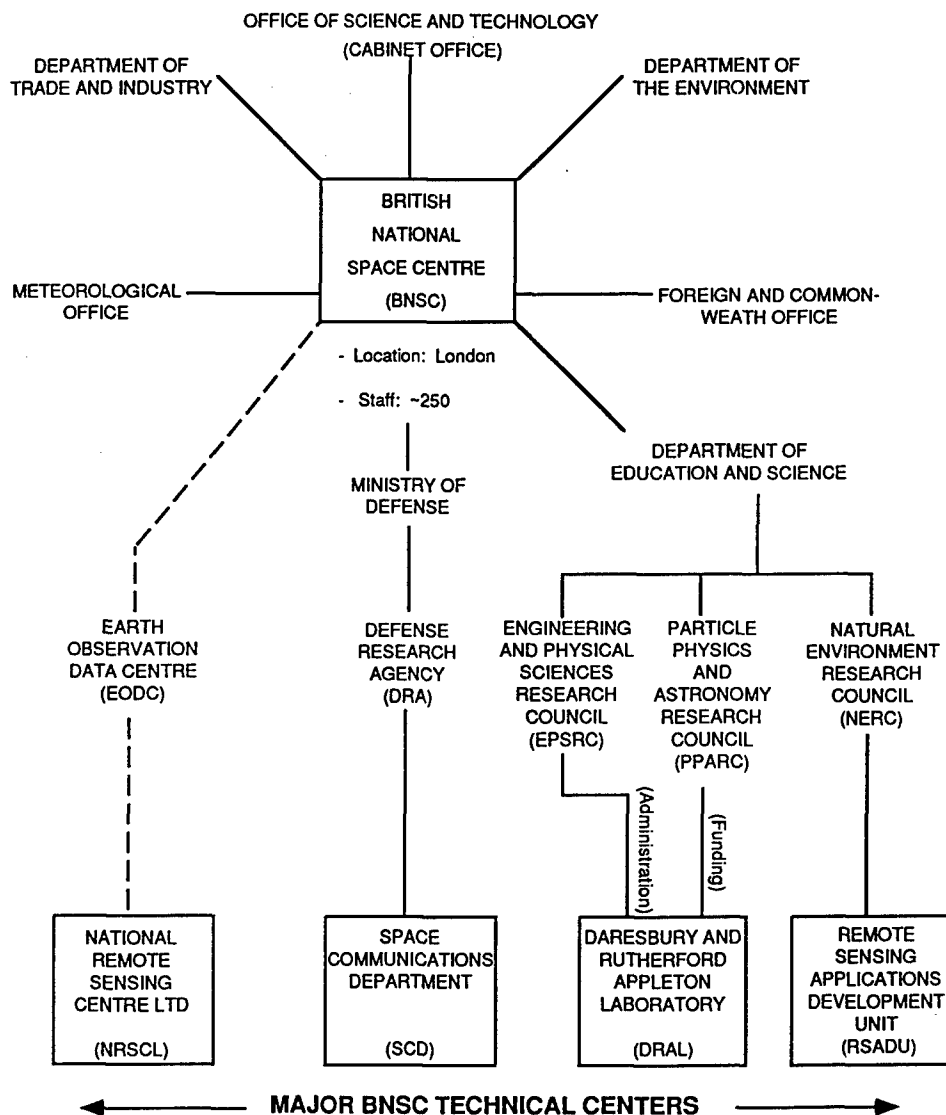 OFFICE OF SCIENCE AND TECHNOLOGY
(CABINET OFFICE)
DEPARTMENT OF
TRADE AND INDUSTRY
DEPARTMENT OF
THE ENVIRONMENT
BRITISH
NATIONAL
SPACE CENTRE
(BNSC)
METEOROLOGICAL
OFFICE
FOREIGN AND COMMON-
WEATH OFFICE
- Location: London
- Staff: ~250
MINISTRY OF
DEFENSE
DEPARTMENT OF
EDUCATION AND SCIENCE
EARTH
OBSERVATION
DATA CENTRE
(EODC)
DEFENSE
RESEARCH
AGENCY
(DRA)
ENGINEERING
AND PHYSICAL
SCIENCES
RESEARCH
COUNCIL
(EPSRC)
PARTICLE
PHYSICS
AND
ASTRONOMY
RESEARCH
COUNCIL
(PPARC)
NATURAL
ENVIRONMENT
RESEARCH
COUNCIL
(NERC)
(Administration)
(Funding)
NATIONAL
REMOTE
SENSING
CENTRE LTD
(NRSCL)
SPACE
COMMUNICATIONS
DEPARTMENT
(SCD)
DARESBURY AND
RUTHERFORD
APPLETON
LABORATORY
(DRAL)
REMOTE
SENSING
APPLICATIONS
DEVELOPMENT
UNIT
(RSADU)
MAJOR BNSC TECHNICAL CENTERS